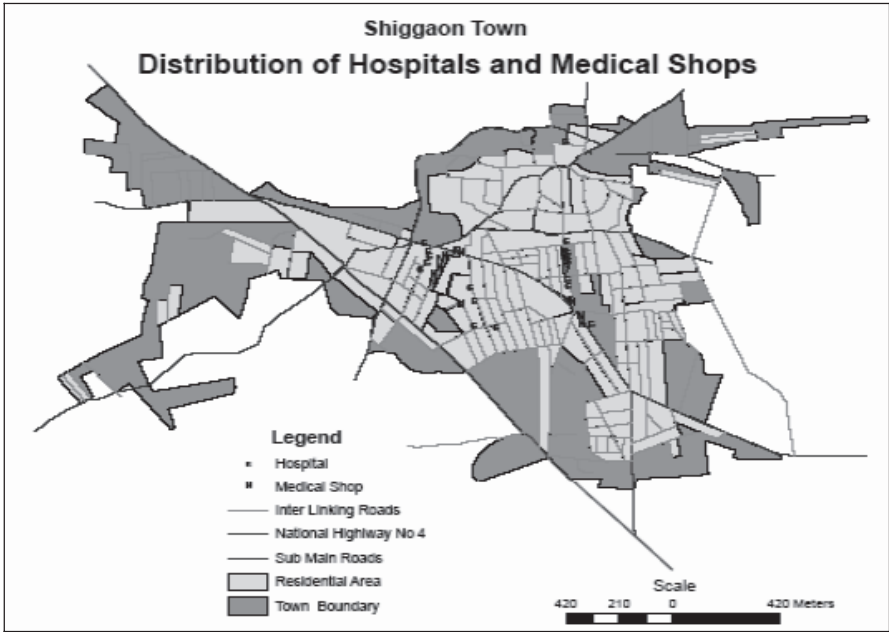 Shiggaon Town
Distribution of Hospitals and Medical Shops
Legend
Hospital
Medical Shop
Inter Linking Roads
National Highway No 4
Sub Main Roads
Residential Area
Town Boundary
Scale
420 210 0 420 Meters